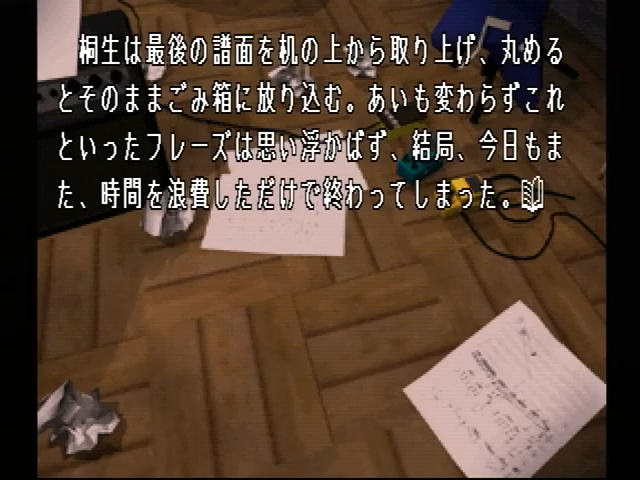 桐生は最後の譜面を机の上から取り上げ、丸める
とそのままごみ箱に放り込む。あいも変わらずこれ
といったフレーズは思い浮かばず、結局、今日もま
た、時間を浪費しただけで終わってしまった。